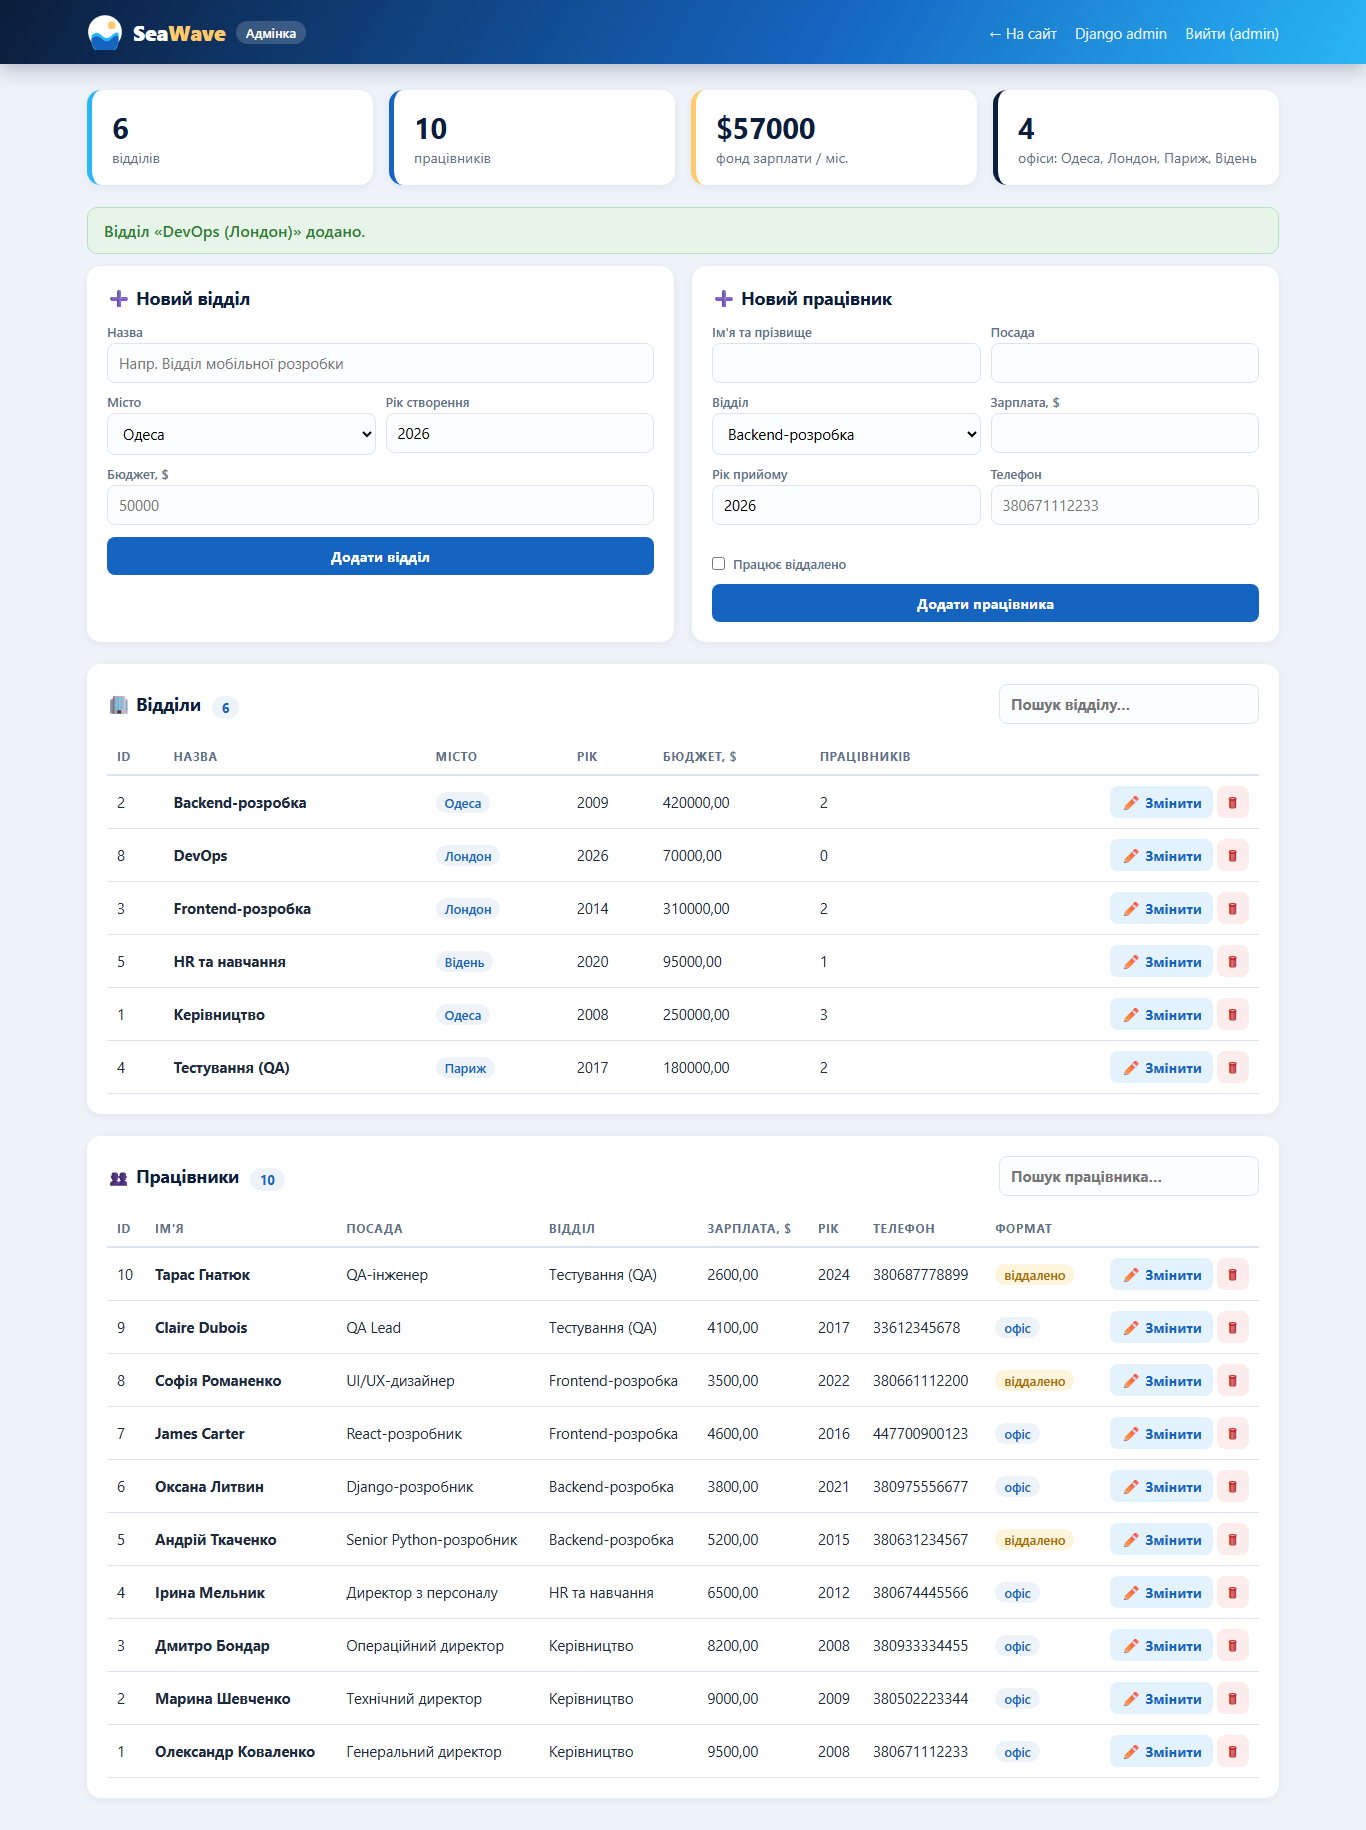 SeaWave Адмінка ← На сайт Django admin Вийти (admin)
6 10 $57000 4
відділів працівників фонд зарплати / міс. офіси: Одеса, Лондон, Париж, Відень
Відділ «DevOps (Лондон)» додано.
Новий відділ
Назва
Напр. Відділ мобільної розробки
Місто Рік створення
Одеса 2026
Бюджет, $
50000
Додати відділ
Новий працівник
Ім'я та прізвище Посада
Відділ Зарплата, $
Backend-розробка
Рік прийому Телефон
2026 380671112233
Працює віддалено
Додати працівника
Відділи 6 Пошук відділу...
ID НАЗВА МІСТО РІК БЮДЖЕТ, $ ПРАЦІВНИКІВ
2 Backend-розробка Одеса 2009 420000,00 2 Змінити
8 DevOps Лондон 2026 70000,00 0 Змінити
3 Frontend-розробка Лондон 2014 310000,00 2 Змінити
5 HR та навчання Відень 2020 95000,00 1 Змінити
1 Керівництво Одеса 2008 250000,00 3 Змінити
4 Тестування (QA) Париж 2017 180000,00 2 Змінити
Працівники 10 Пошук працівника...
ID ІМ'Я ПОСАДА ВІДДІЛ ЗАРПЛАТА, $ РІК ТЕЛЕФОН ФОРМАТ
10 Тарас Гнатюк QA-інженер Тестування (QA) 2600,00 2024 380687778899 віддалено Змінити
9 Claire Dubois QA Lead Тестування (QA) 4100,00 2017 33612345678 офіс Змінити
8 Софія Романенко UI/UX-дизайнер Frontend-розробка 3500,00 2022 380661112200 віддалено Змінити
7 James Carter React-розробник Frontend-розробка 4600,00 2016 447700900123 офіс Змінити
6 Оксана Литвин Django-розробник Backend-розробка 3800,00 2021 380975556677 офіс Змінити
5 Андрій Ткаченко Senior Python-розробник Backend-розробка 5200,00 2015 380631234567 віддалено Змінити
4 Ірина Мельник Директор з персоналу HR та навчання 6500,00 2012 380674445566 офіс Змінити
3 Дмитро Бондар Операційний директор Керівництво 8200,00 2008 380933334455 офіс Змінити
2 Марина Шевченко Технічний директор Керівництво 9000,00 2009 380502223344 офіс Змінити
1 Олександр Коваленко Генеральний директор Керівництво 9500,00 2008 380671112233 офіс Змінити